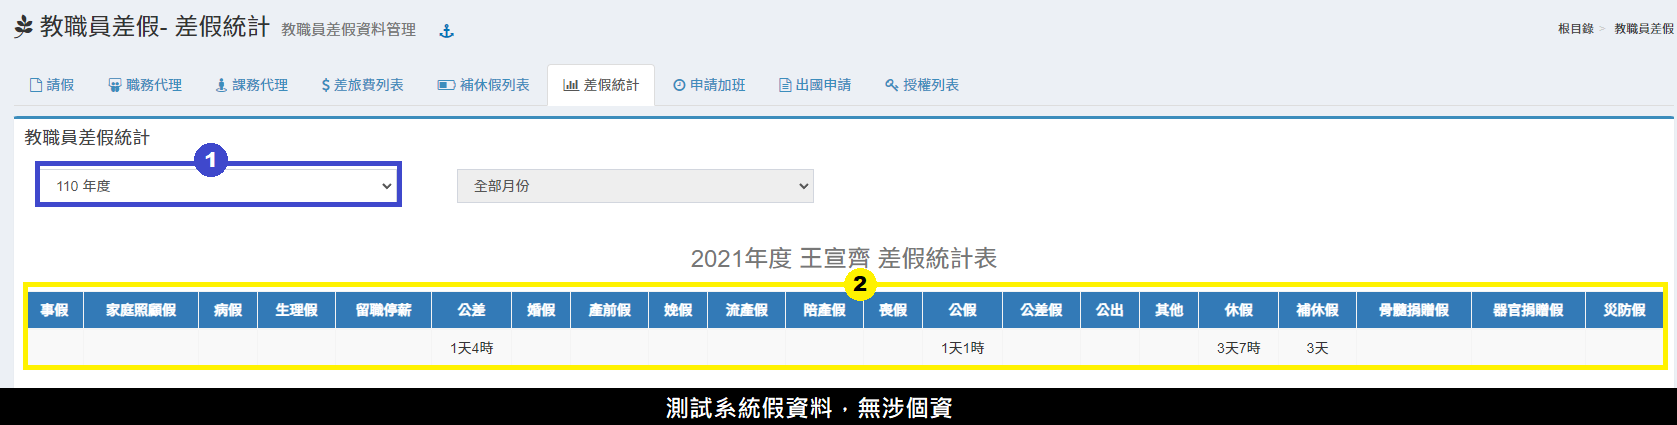 教職員差假- 差假統計 教職員差假資料管理
根目錄 > 教職員差假
請假 職務代理 課務代理 差旅費列表 補休假列表 差假統計 申請加班 出國申請 授權列表
教職員差假統計
1
110 年度 全部月份
2021年度 王宣齊 差假統計表
2
事假 家庭照顧假 病假 生理假 留職停薪 公差 婚假 產前假 娩假 流產假 陪產假 喪假 公假 公差假 公出 其他 休假 補休假 骨髓捐贈假 器官捐贈假 災防假
1天4時 1天1時 3天7時 3天
測試系統假資料，無涉個資